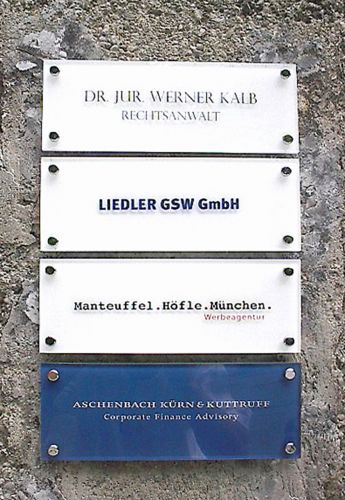 DR. JUR. WERNER KALB
RECHTSANWALT
LIEDLER GSW GmbH
Manteuffel.Höfle.München.
Werbeagentur
ASCHENBACH KÜRN & KUTTRUFF
Corporate Finance Advisory